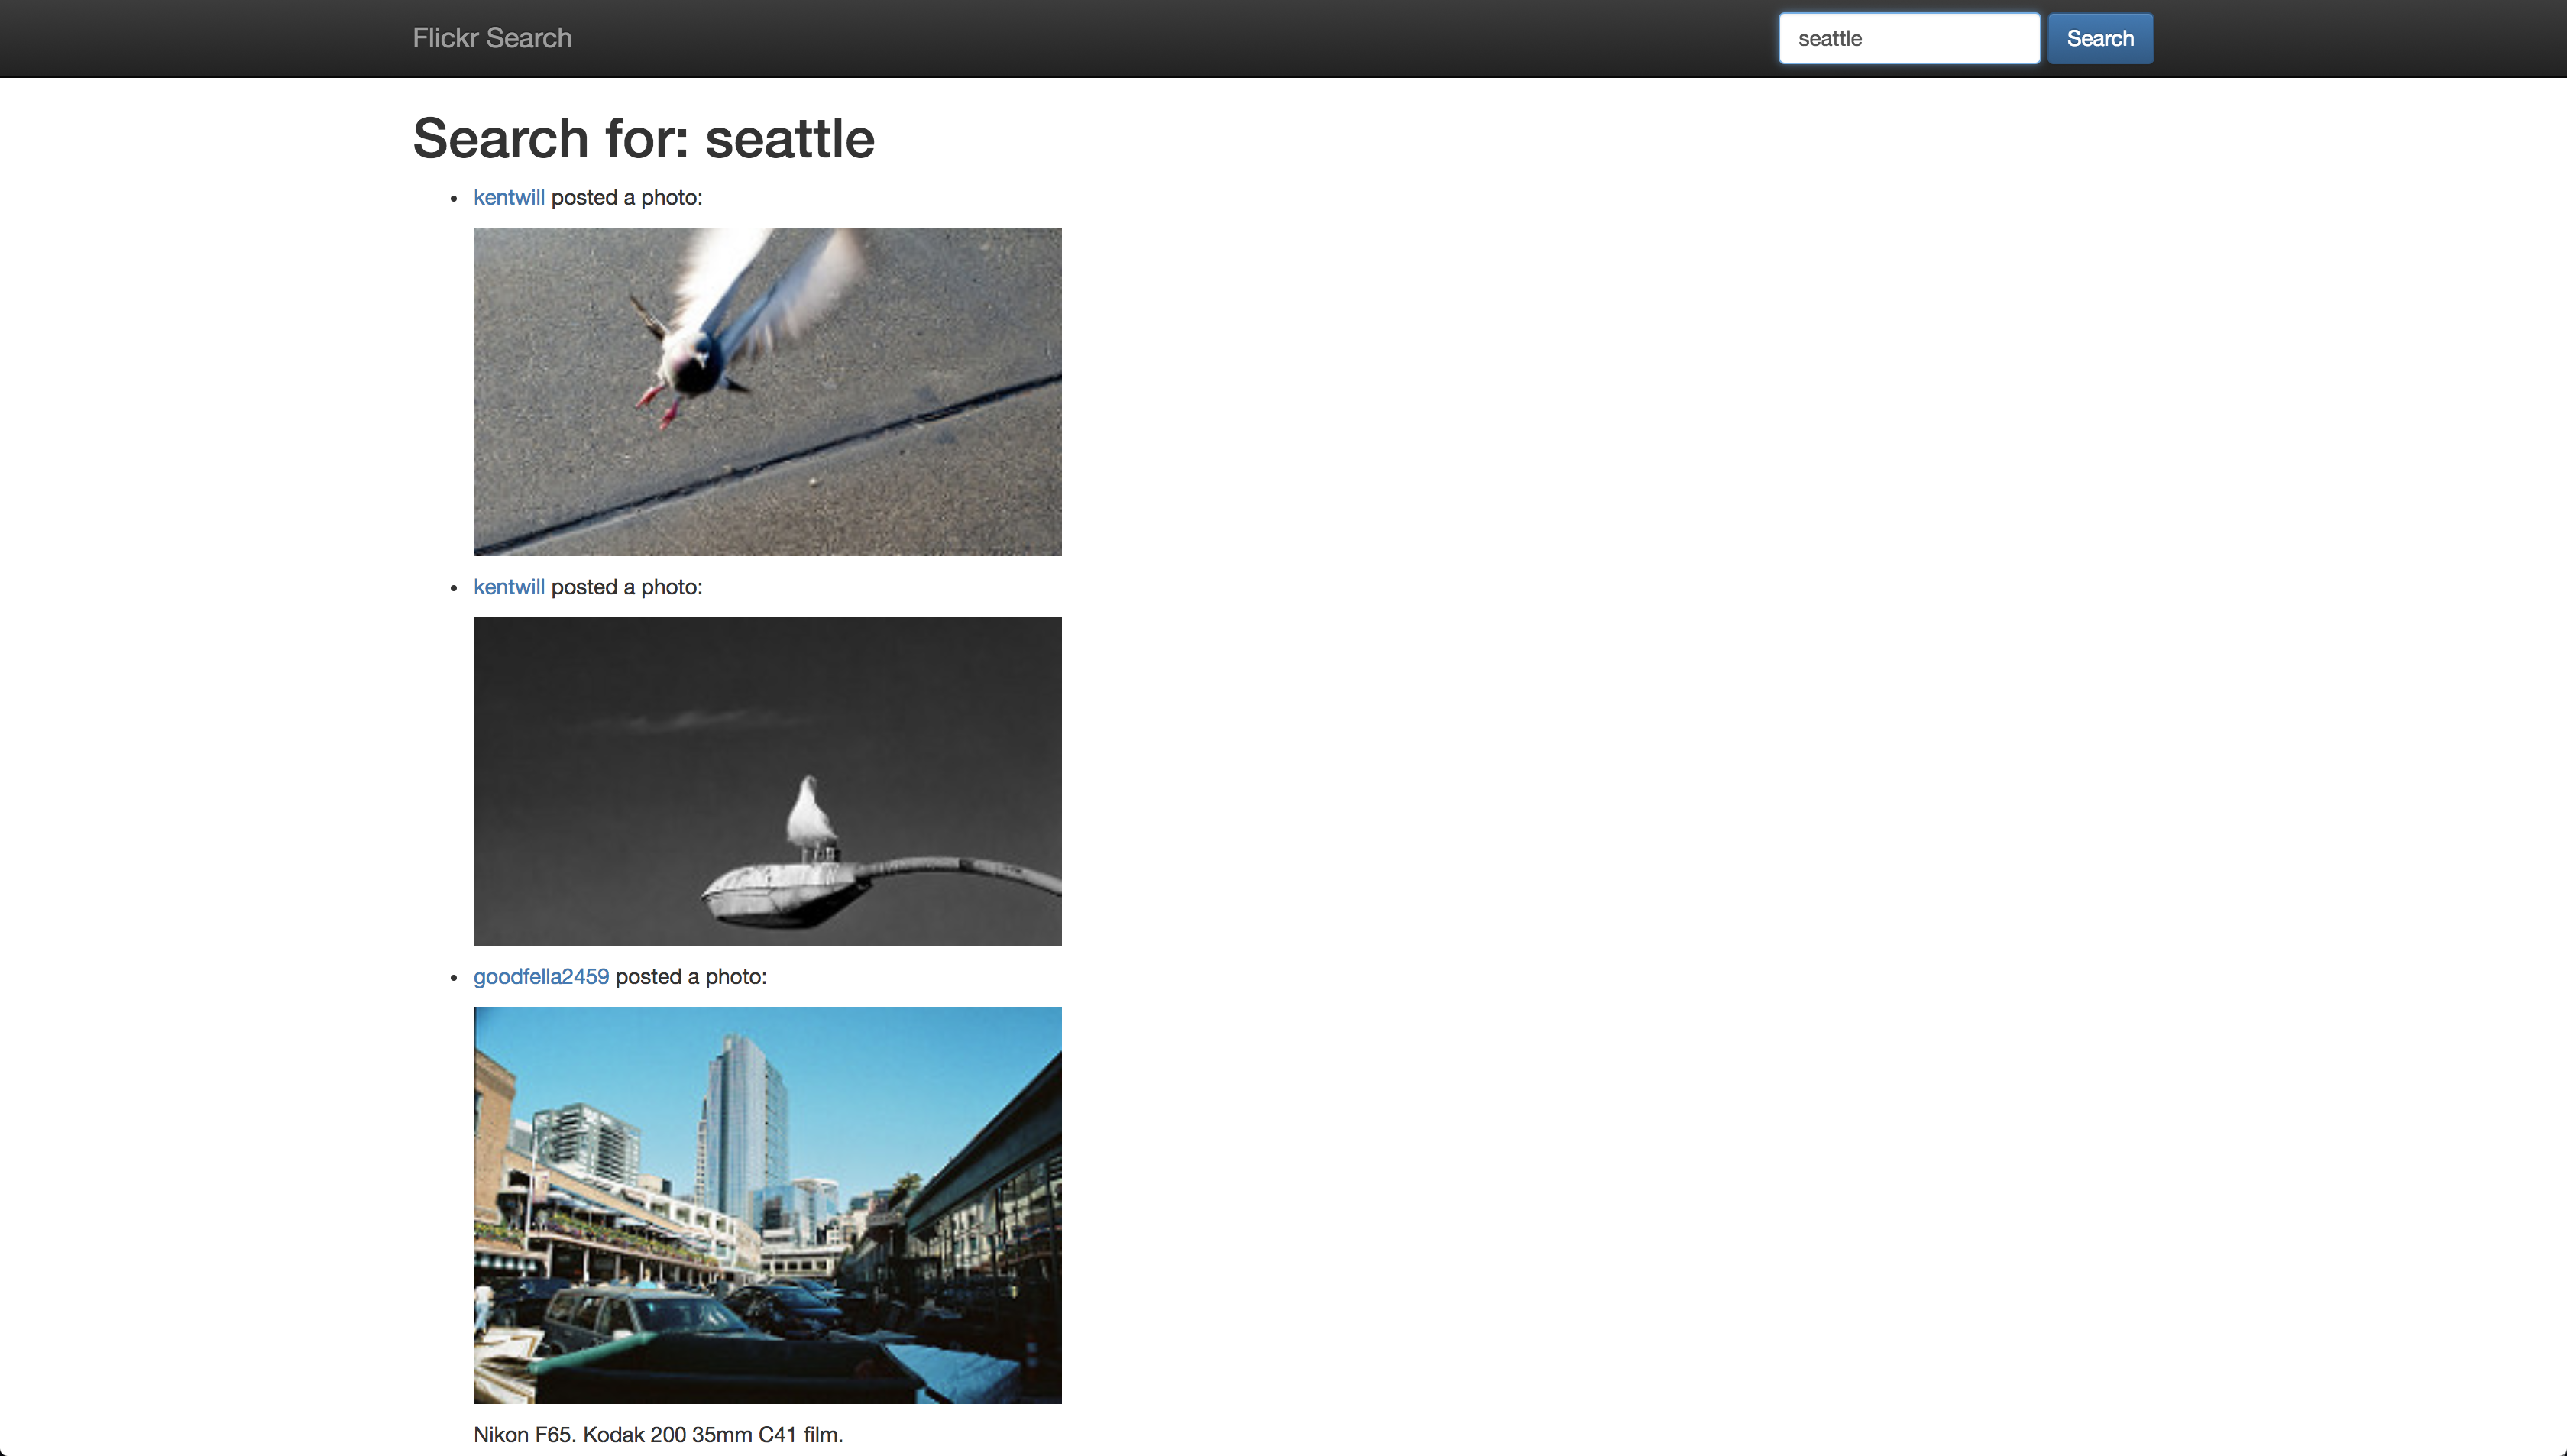 Flickr Search
seattle
Search
Search for: seattle
kentwill posted a photo:
kentwill posted a photo:
goodfella2459 posted a photo:
Nikon F65. Kodak 200 35mm C41 film.